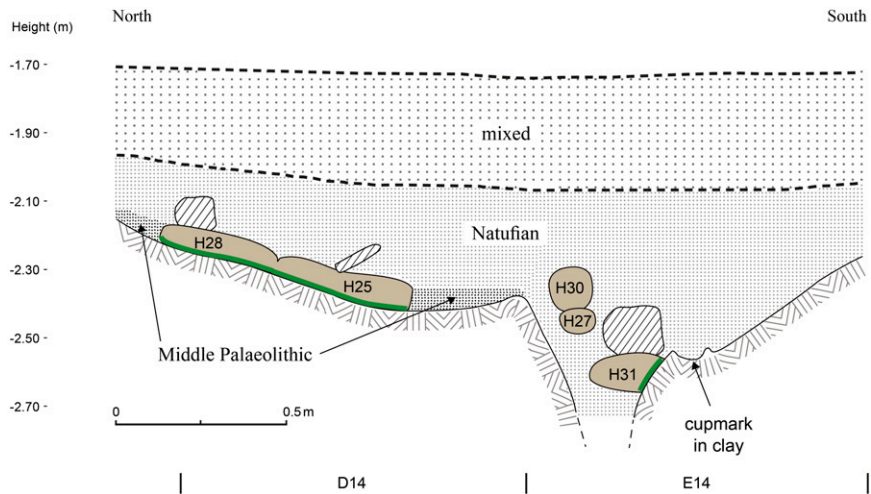 North
South
Height (m)
-1.70
-1.90
-2.10
-2.30
-2.50
-2.70
mixed
Natufian
H28
H25
H30
H27
H31
Middle Palaeolithic
0
0.5 m
cupmark
in clay
D14
E14